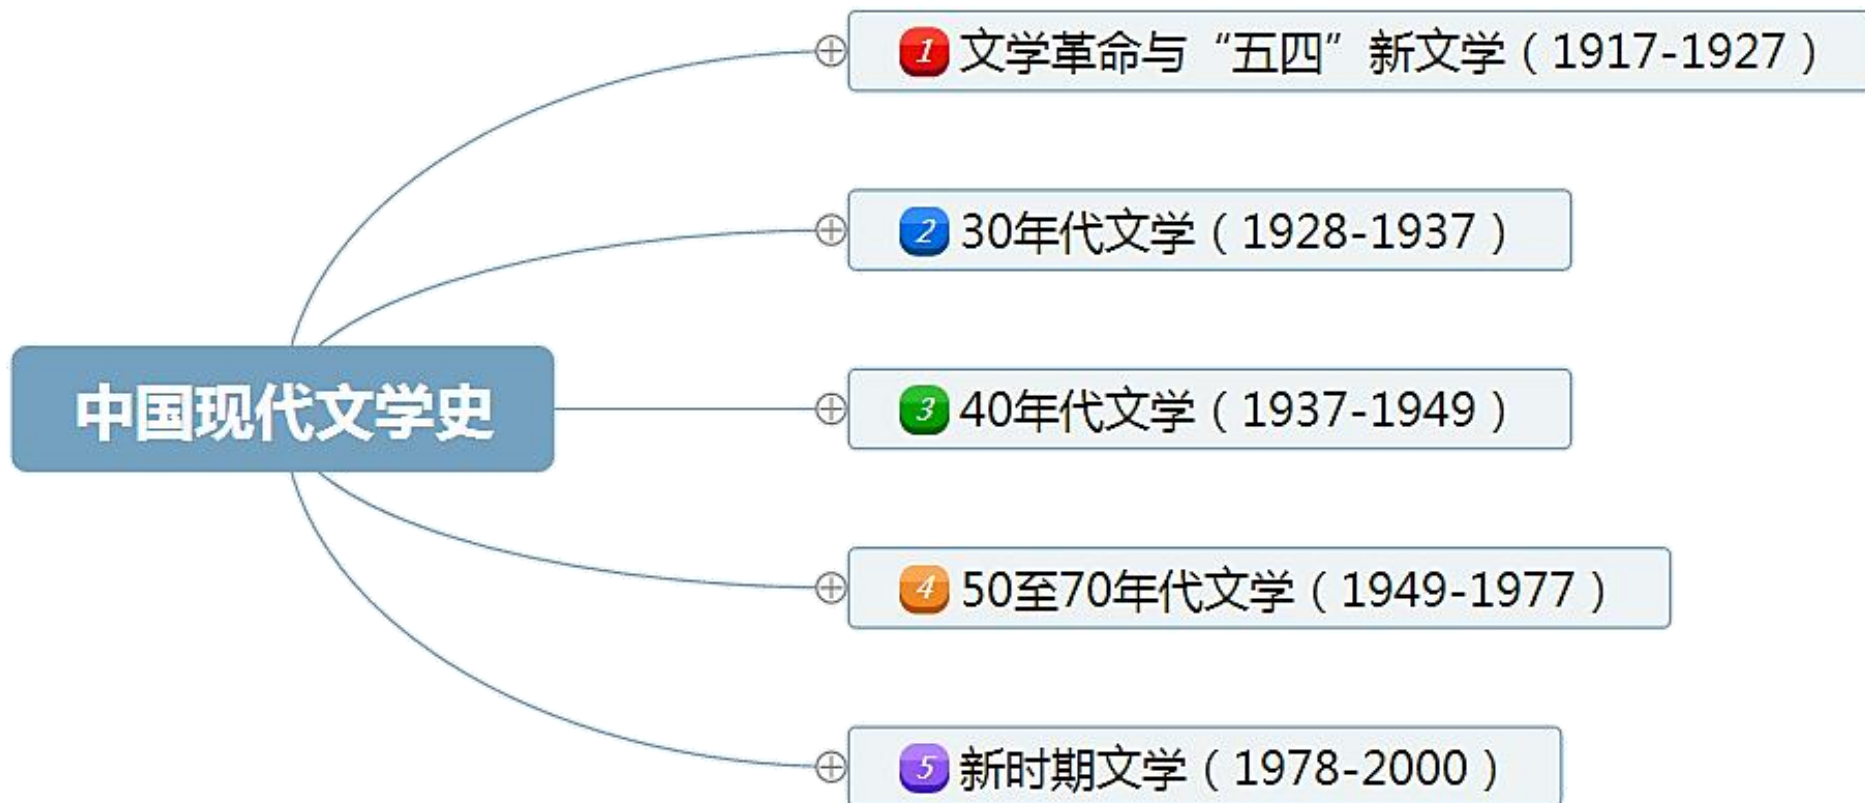 1 文学革命与“五四”新文学（1917-1927）
2 30年代文学（1928-1937）
中国现代文学史
3 40年代文学（1937-1949）
4 50至70年代文学（1949-1977）
5 新时期文学（1978-2000）